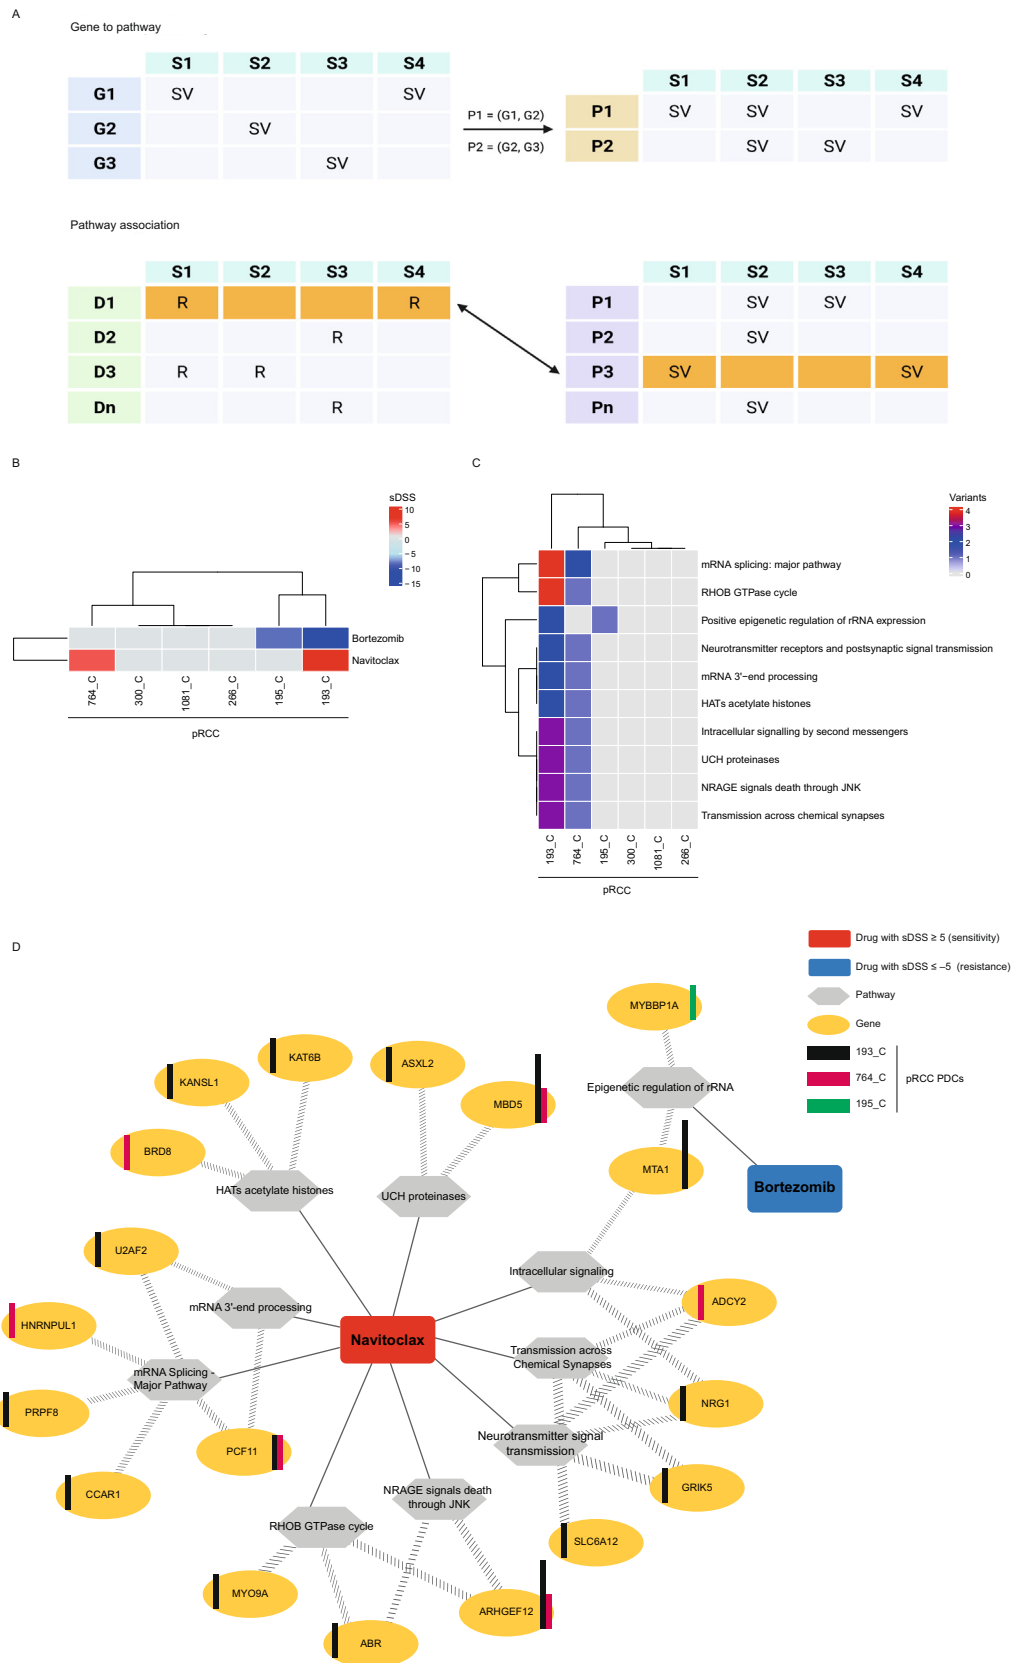 A
Gene to pathway
S1 S2 S3 S4
G1 SV SV
G2 SV
G3 SV
P1 = (G1, G2)
P2 = (G2, G3)
S1 S2 S3 S4
P1 SV SV SV
P2 SV SV
Pathway association
S1 S2 S3 S4
D1 R R
D2 R
D3 R R
Dn R
S1 S2 S3 S4
P1 SV SV
P2 SV
P3 SV SV
Pn SV
B
sDSS
10
5
1
0
−5
−10
−15
Bortezomib
Navitoclax
764_C
300_C
1081_C
266_C
195_C
193_C
pRCC
C
Variants
4
3
2
1
0
mRNA splicing: major pathway
RHOB GTPase cycle
Positive epigenetic regulation of rRNA expression
Neurotransmitter receptors and postsynaptic signal transmission
mRNA 3'−end processing
HATs acetylate histones
Intracellular signalling by second messengers
UCH proteinases
NRAGE signals death through JNK
Transmission across chemical synapses
193_C
764_C
195_C
300_C
1081_C
266_C
pRCC
D
Drug with sDSS ≥ 5 (sensitivity)
Drug with sDSS ≤ –5 (resistance)
Pathway
Gene
193_C
764_C
195_C
pRCC PDCs
MYBBP1A
Epigenetic regulation of rRNA
MTA1
Bortezomib
KAT6B
KANSL1
BRD8
HATs acetylate histones
ASXL2
MBD5
UCH proteinases
U2AF2
mRNA 3'-end processing
HNRNPUL1
mRNA Splicing -
Major Pathway
PRPF8
CCAR1
PCF11
Navitoclax
Intracellular signaling
ADCY2
Transmission across
Chemical Synapses
NRG1
Neurotransmitter signal
transmission
GRIK5
SLC6A12
NRAGE signals death
through JNK
RHOB GTPase cycle
MYO9A
ABR
ARHGEF12